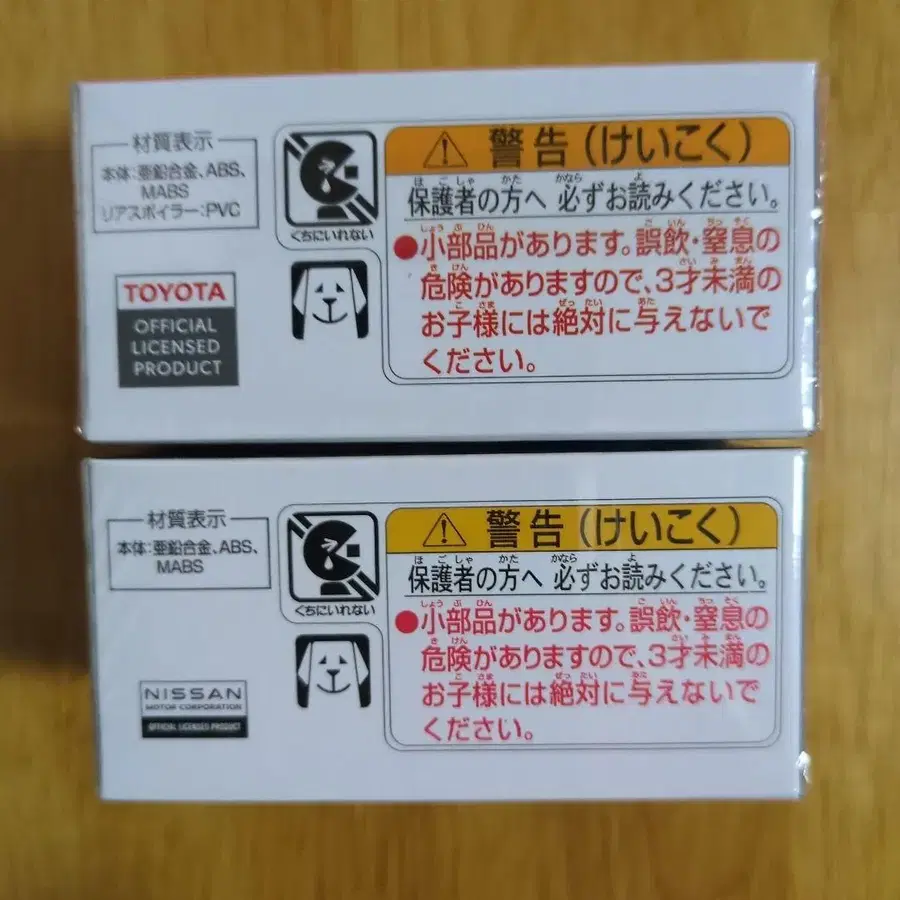 材質表示
本体:亜鉛合金、ABS、
MABS
リアスポイラー:PVC
TOYOTA
OFFICIAL
LICENSED
PRODUCT
くちにいれない
警告(けいこく)
保護者の方へ 必ずお読みください。
●小部品があります。誤飲・窒息の
危険がありますので、3才未満の
お子様には絶対に与えないで
ください。
材質表示
本体:亜鉛合金、ABS、
MABS
NISSAN
MOTOR CORPORATION
OFFICIAL LICENSED PRODUCT
くちにいれない
警告(けいこく)
保護者の方へ 必ずお読みください。
●小部品があります。誤飲・窒息の
危険がありますので、3才未満の
お子様には絶対に与えないで
ください。